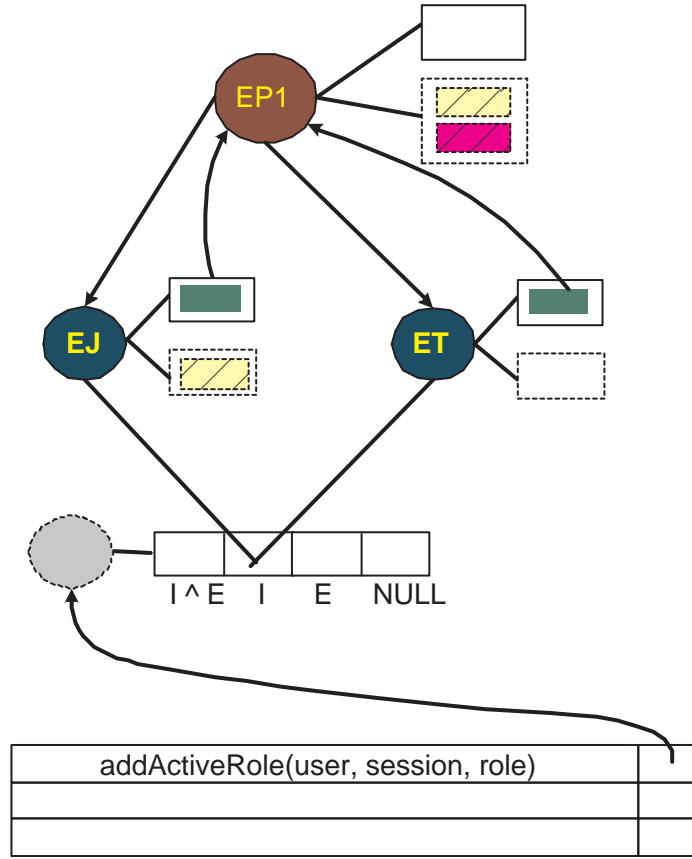 EP1
EJ
ET
I ^ E I E NULL
addActiveRole(user, session, role)